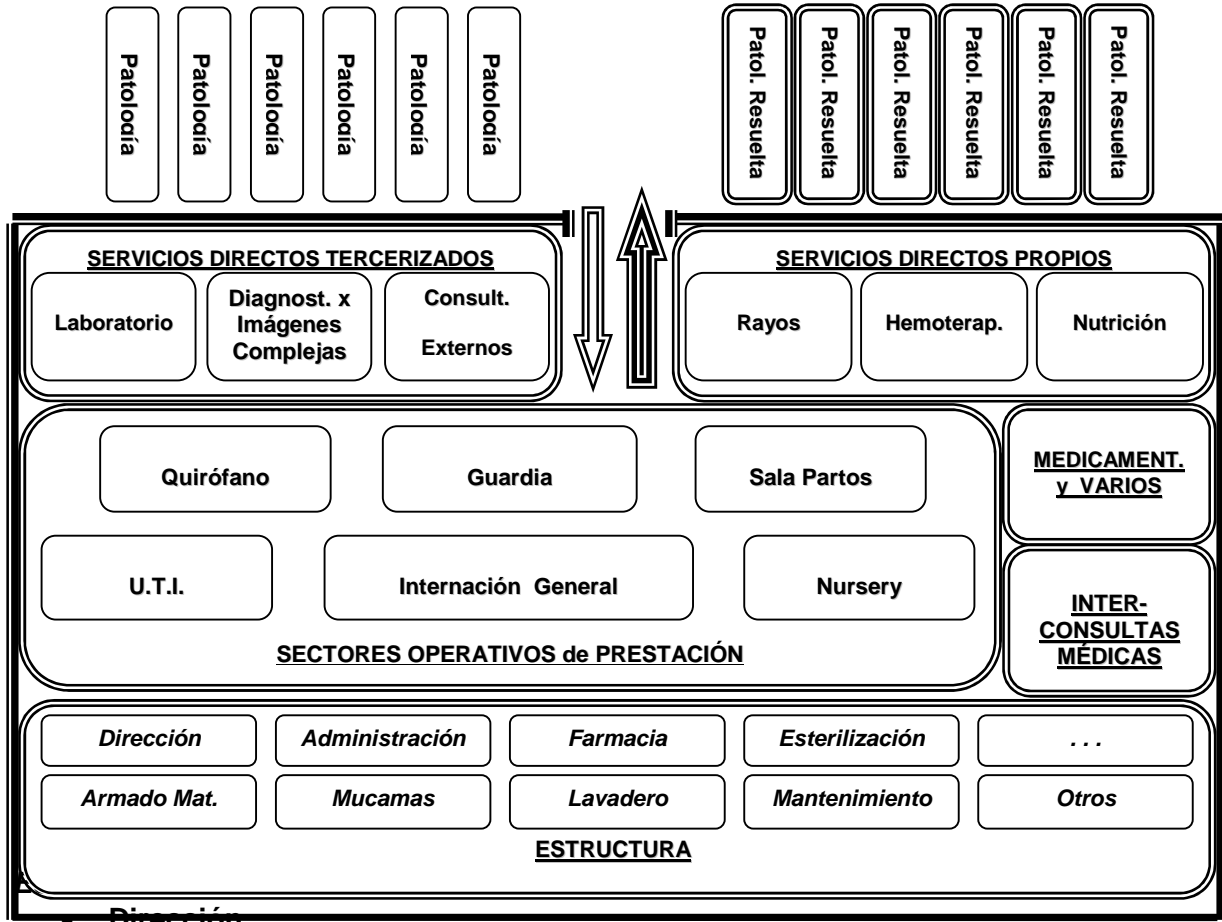 Patología
Patología
Patología
Patología
Patología
Patología
Patol. Resuelta
Patol. Resuelta
Patol. Resuelta
Patol. Resuelta
Patol. Resuelta
Patol. Resuelta
SERVICIOS DIRECTOS TERCERIZADOS
Laboratorio
Diagnost. x
Imágenes
Complejas
Consult.
Externos
SERVICIOS DIRECTOS PROPIOS
Rayos
Hemoterap.
Nutrición
Quirófano
Guardia
Sala Partos
U.T.I.
Internación General
Nursery
SECTORES OPERATIVOS de PRESTACIÓN
MEDICAMENT.
y VARIOS
INTER-
CONSULTAS
MÉDICAS
Dirección
Administración
Farmacia
Esterilización
. . .
Armado Mat.
Mucamas
Lavadero
Mantenimiento
Otros
ESTRUCTURA
Dirección